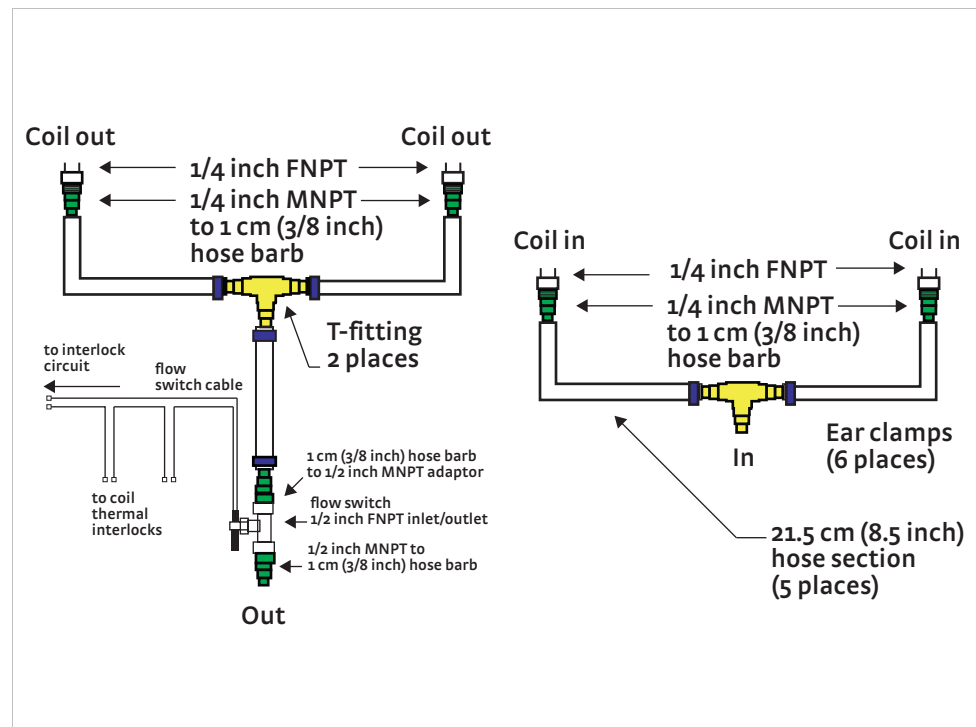 Coil out
Coil out
1/4 inch FNPT
1/4 inch MNPT
to 1 cm (3/8 inch)
hose barb
T-fitting
2 places
to interlock
circuit
flow
switch cable
to coil
thermal
interlocks
1 cm (3/8 inch) hose barb
to 1/2 inch MNPT adaptor
flow switch
1/2 inch FNPT inlet/outlet
1/2 inch MNPT to
1 cm (3/8 inch) hose barb
Out
Coil in
Coil in
1/4 inch FNPT
1/4 inch MNPT
to 1 cm (3/8 inch)
hose barb
In
Ear clamps
(6 places)
21.5 cm (8.5 inch)
hose section
(5 places)